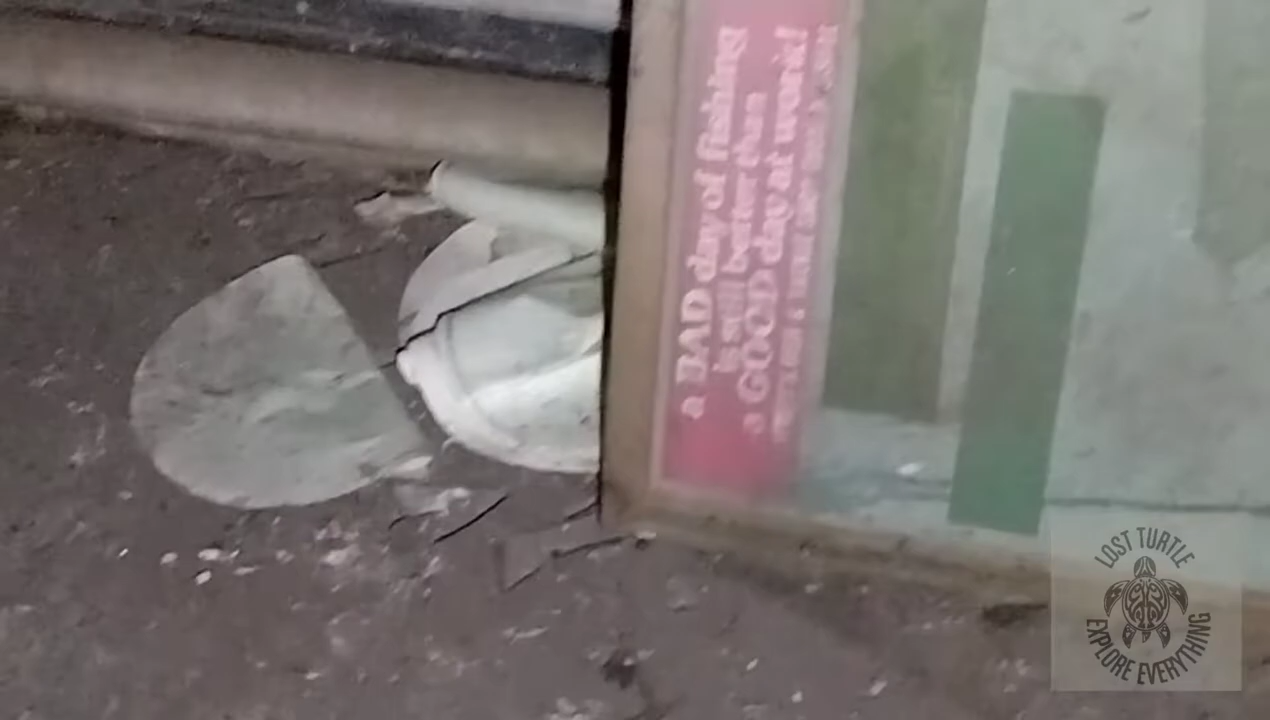 a BAD day of fishing
is still better than
a GOOD day at work!
LOST TURTLE
EXPLORE EVERYTHING